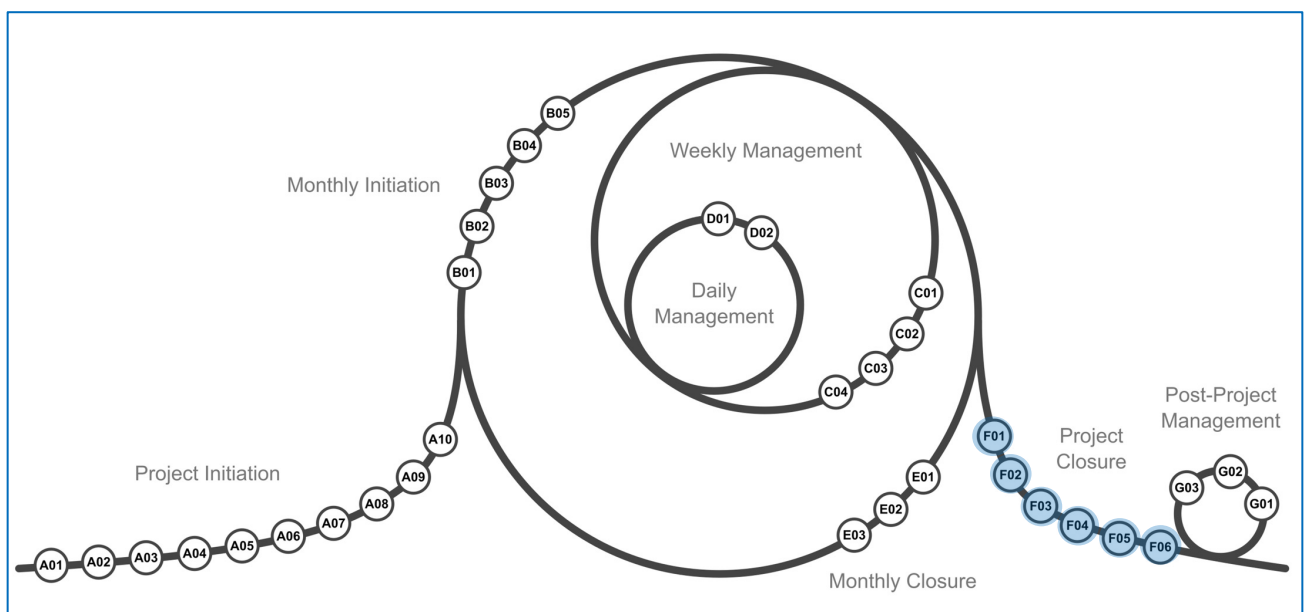 Project Initiation
A01
A02
A03
A04
A05
A06
A07
A08
A09
A10
Monthly Initiation
B01
B02
B03
B04
B05
Weekly Management
C01
C02
C03
C04
Daily
Management
D01
D02
Monthly Closure
E01
E02
E03
Project
Closure
F01
F02
F03
F04
F05
F06
Post-Project
Management
G01
G02
G03